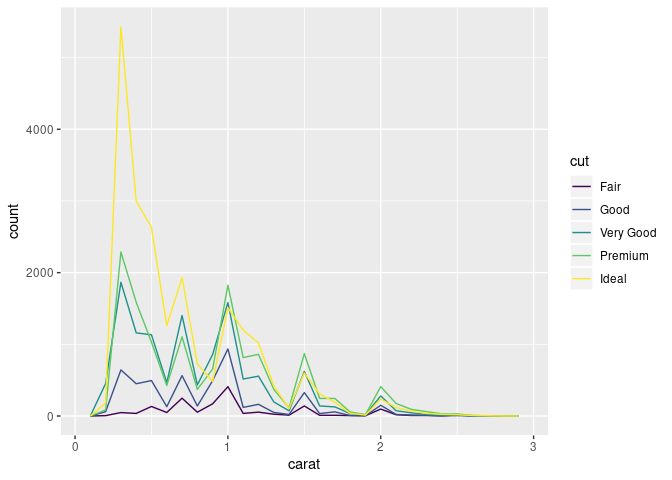 4000
2000
0
count
0 1 2 3
carat
cut
Fair
Good
Very Good
Premium
Ideal